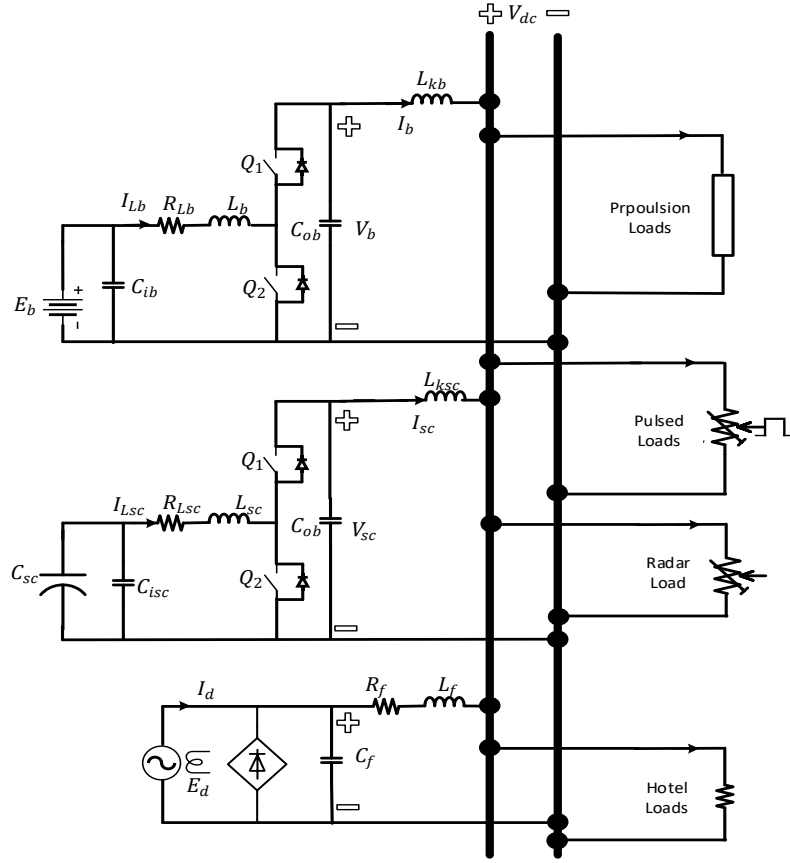 V_dc
L_kb
I_b
Q_1
I_Lb
R_Lb
L_b
C_ob
V_b
Prpoulsion
Loads
C_ib
Q_2
E_b
+
-
L_ksc
I_sc
Q_1
Pulsed
Loads
I_Lsc
R_Lsc
L_sc
C_ob
V_sc
Radar
Load
C_sc
C_isc
Q_2
I_d
R_f
L_f
C_f
E_d
Hotel
Loads